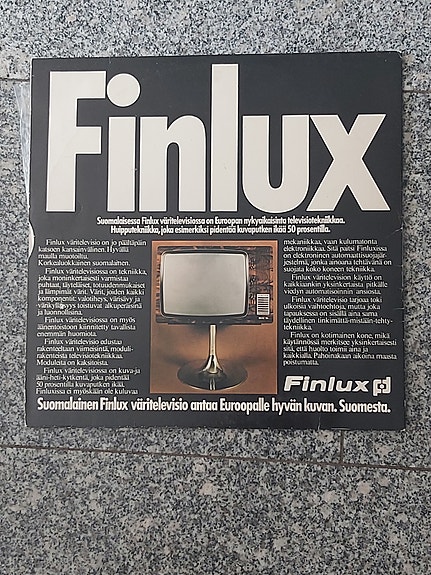 Finlux
Suomalaisessa Finlux väritelevisiossa on Euroopan nykyaikaisinta televisiotekniikkaa.
Huipputekniikkaa, joka esimerkiksi pidentää kuvaputken ikää 50 prosentilla.
Finlux väritelevisio on jo päältäpäin
katsoen kansainvälinen. Hyvällä
maulla muotoiltu.
Korkealuokkainen suomalainen.
Finlux väritelevisiossa on tekniikka,
joka moninkertaisesti varmistaa
puhtaat, täyteläiset, totuudenmukaiset
ja lämpimät värit. Värit, joiden kaikki
komponentit: valotiheys, värisävy ja
värikylläisyys toistuvat alkuperäisinä
ja luonnollisina.
Finlux väritelevisiossa on myös
äänentoistoon kiinnitetty tavallista
enemmän huomiota.
Finlux väritelevisio edustaa
rakenteeltaan viimeisintä, moduli-
rakenteista televisiotekniikkaa.
Moduleita on kaksitoista.
Finlux väritelevisiossa on kuva-ja
ääni-heti-kytkentä, joka pidentää
50 prosentilla kuvaputken ikää.
Finluxissa ei myöskään ole kuluvaa
mekaniikkaa, vaan kulumatonta
elektroniikkaa. Sitä paitsi Finluxissa
on elektroninen automaattisuojajär-
jestelmä, jonka ainoana tehtävänä on
suojata koko koneen tekniikka.
Finlux väritelevision käyttö on
kaikkiaankin yksinkertaista pitkälle
viedyn automatisoinnin ansiosta.
Finlux väritelevisio tarjoaa toki
ulkoisia vaihtoehtoja, mutta joka
tapauksessa on sisällä aina sama
täydellinen tinkimättä-mistään-tehty-
tekniikka.
Finlux on kotimainen kone, mikä
käytännössä merkitsee yksinkertaisesti
sitä, että huolto toimii aina ja
kaikkialla. Pahoinakaan aikoina maasta
poistumatta.
Finlux
Suomalainen Finlux väritelevisio antaa Euroopalle hyvän kuvan. Suomesta.